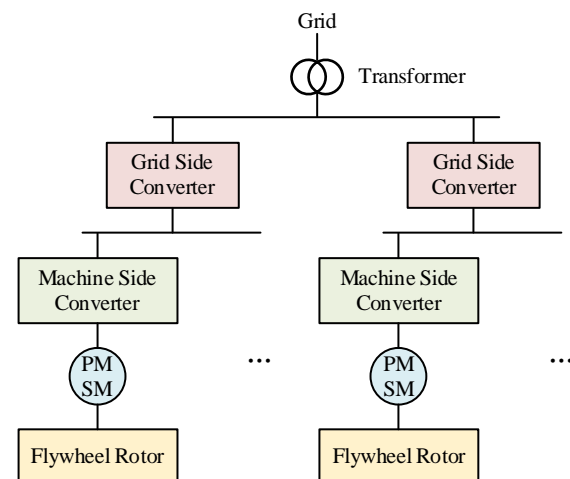 Grid
Transformer
Grid Side
Converter
Grid Side
Converter
Machine Side
Converter
Machine Side
Converter
PM
SM
...
PM
SM
...
Flywheel Rotor
Flywheel Rotor